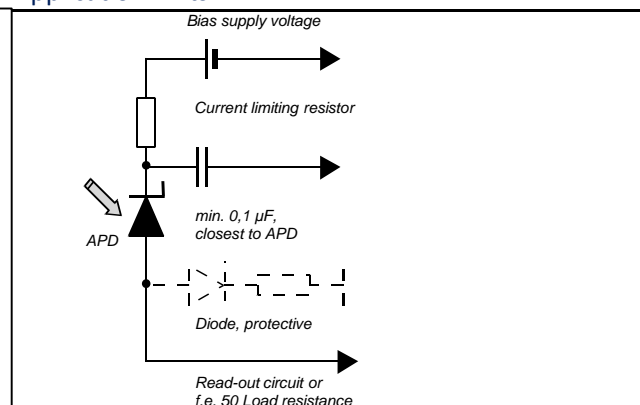 Bias supply voltage
Current limiting resistor
min. 0,1 µF,
closest to APD
APD
Diode, protective
Read-out circuit or
f.e. 50 Load resistance